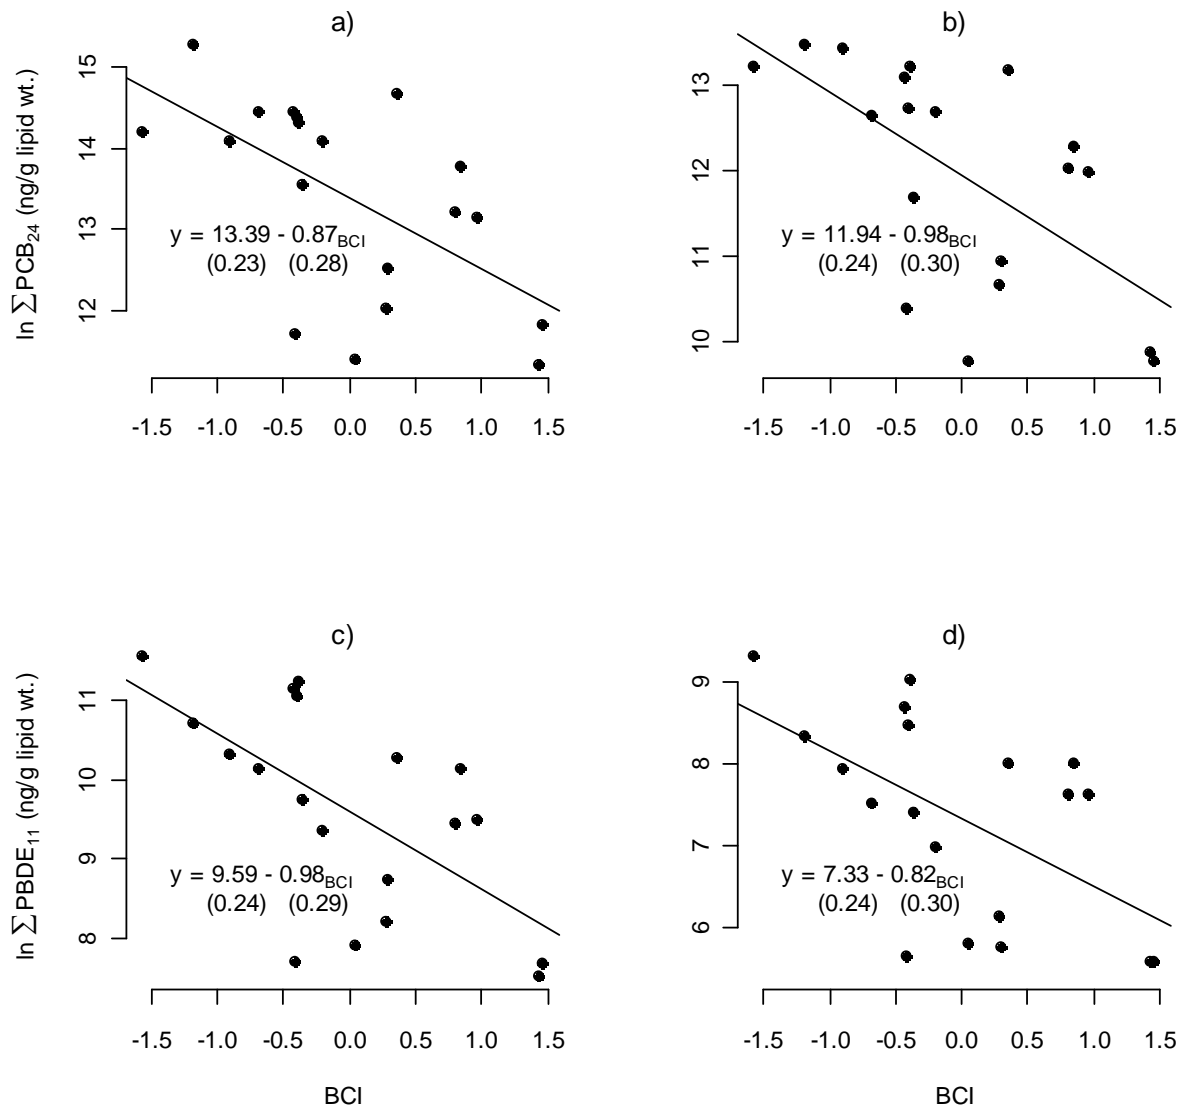 a)
ln ∑PCB24 (ng/g lipid wt.)
15
14
13
12
y = 13.39 - 0.87BCI
(0.23) (0.28)
-1.5 -1.0 -0.5 0.0 0.5 1.0 1.5
b)
13
12
11
10
y = 11.94 - 0.98BCI
(0.24) (0.30)
-1.5 -1.0 -0.5 0.0 0.5 1.0 1.5
c)
ln ∑PBDE11 (ng/g lipid wt.)
11
10
9
8
y = 9.59 - 0.98BCI
(0.24) (0.29)
-1.5 -1.0 -0.5 0.0 0.5 1.0 1.5
BCI
d)
9
8
7
6
y = 7.33 - 0.82BCI
(0.24) (0.30)
-1.5 -1.0 -0.5 0.0 0.5 1.0 1.5
BCI